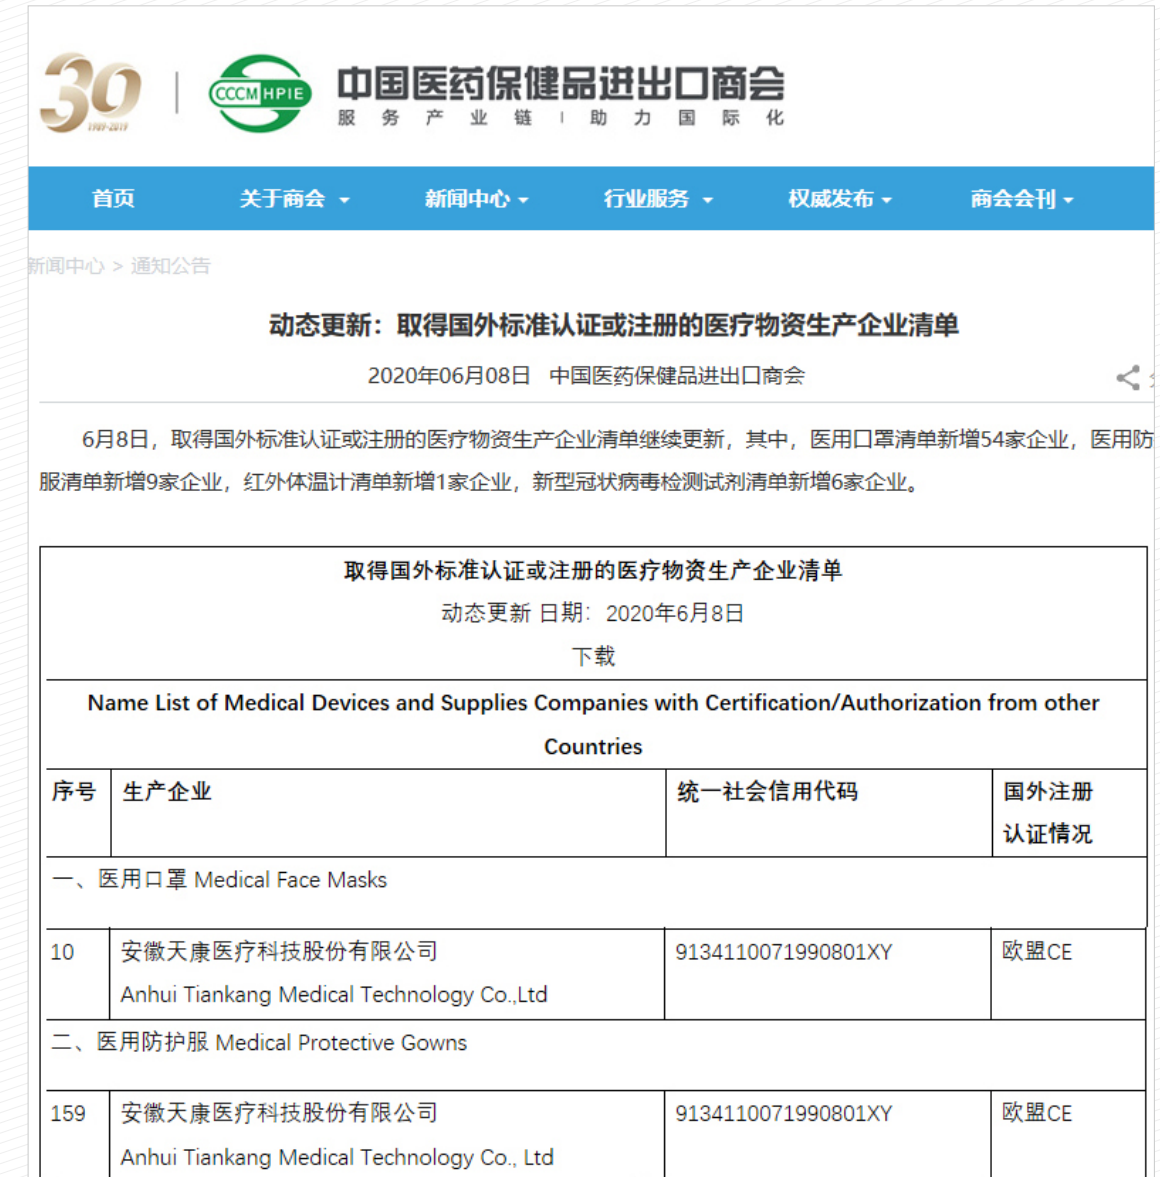 30
1989-2019
CCCMHPIE
中国医药保健品进出口商会
服务产业链 | 助力国际化
首页 关于商会 新闻中心 行业服务 权威发布 商会会刊
新闻中心 > 通知公告
动态更新：取得国外标准认证或注册的医疗物资生产企业清单
2020年06月08日 中国医药保健品进出口商会
6月8日，取得国外标准认证或注册的医疗物资生产企业清单继续更新，其中，医用口罩清单新增54家企业，医用防
服清单新增9家企业，红外体温计清单新增1家企业，新型冠状病毒检测试剂清单新增6家企业。
取得国外标准认证或注册的医疗物资生产企业清单
动态更新 日期：2020年6月8日
下载
Name List of Medical Devices and Supplies Companies with Certification/Authorization from other
Countries
序号 生产企业 统一社会信用代码 国外注册
认证情况
一、医用口罩 Medical Face Masks
10 安徽天康医疗科技股份有限公司 9134110071990801XY 欧盟CE
Anhui Tiankang Medical Technology Co.,Ltd
二、医用防护服 Medical Protective Gowns
159 安徽天康医疗科技股份有限公司 9134110071990801XY 欧盟CE
Anhui Tiankang Medical Technology Co., Ltd